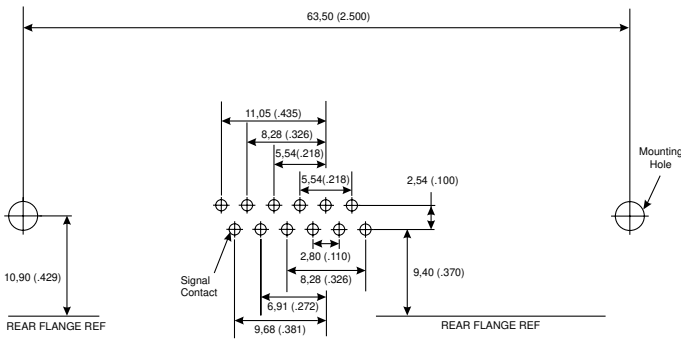 63,50 (2.500)
11,05 (.435)
8,28 (.326)
5,54(.218)
5,54(.218)
2,54 (.100)
Mounting
Hole
2,80 (.110)
Signal
Contact
8,28 (.326)
9,40 (.370)
10,90 (.429)
6,91 (.272)
9,68 (.381)
REAR FLANGE REF
REAR FLANGE REF